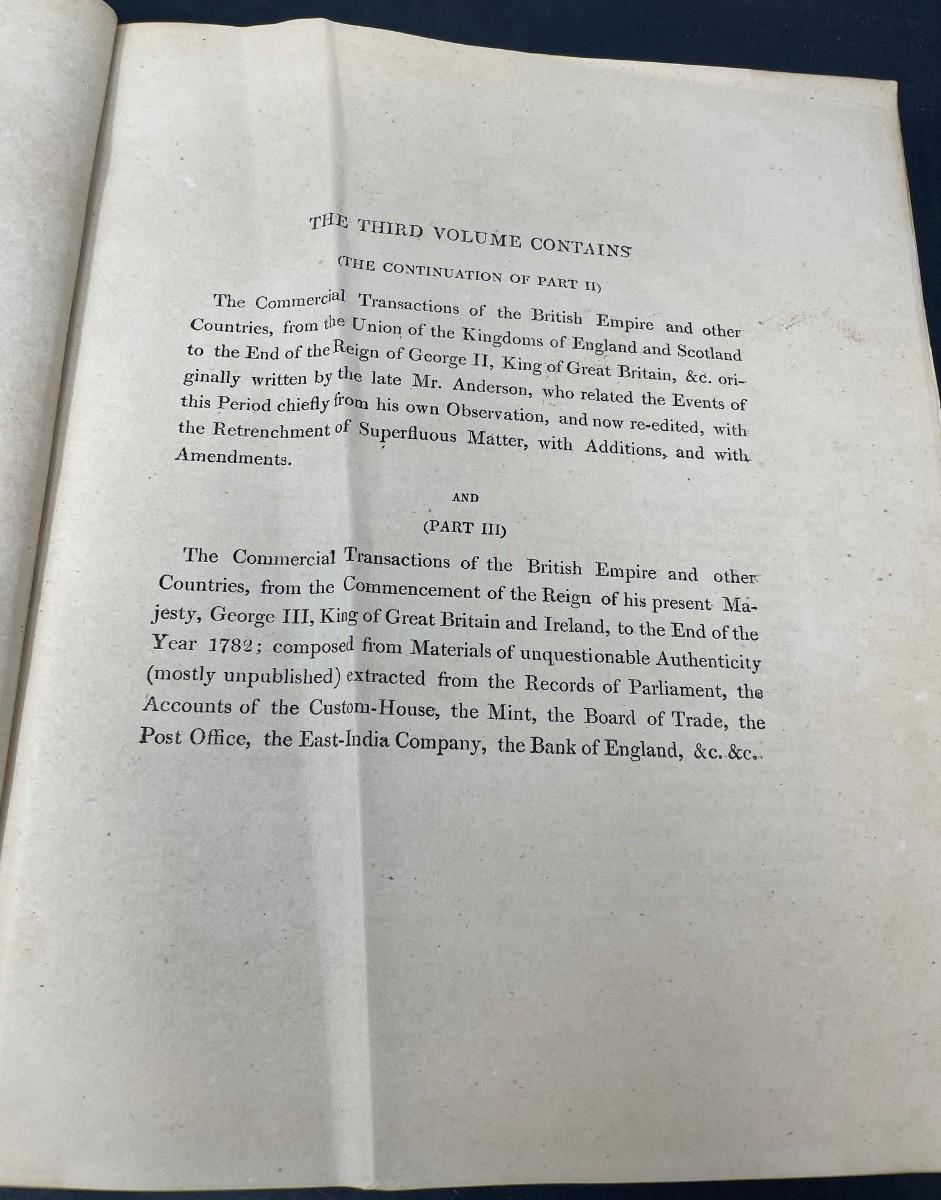 THE THIRD VOLUME CONTAINS
(THE CONTINUATION OF PART II)
The Commercial Transactions of the British Empire and other
Countries, from the Union of the Kingdoms of England and Scotland
to the End of the Reign of George II, King of Great Britain, &c. ori-
ginally written by the late Mr. Anderson, who related the Events of
this Period chiefly from his own Observation, and now re-edited, with
the Retrenchment of Superfluous Matter, with Additions, and with
Amendments.
AND
(PART III)
The Commercial Transactions of the British Empire and other
Countries, from the Commencement of the Reign of his present Ma-
jesty, George III, King of Great Britain and Ireland, to the End of the
Year 1782; composed from Materials of unquestionable Authenticity
(mostly unpublished) extracted from the Records of Parliament, the
Accounts of the Custom-House, the Mint, the Board of Trade, the
Post Office, the East-India Company, the Bank of England, &c. &c.